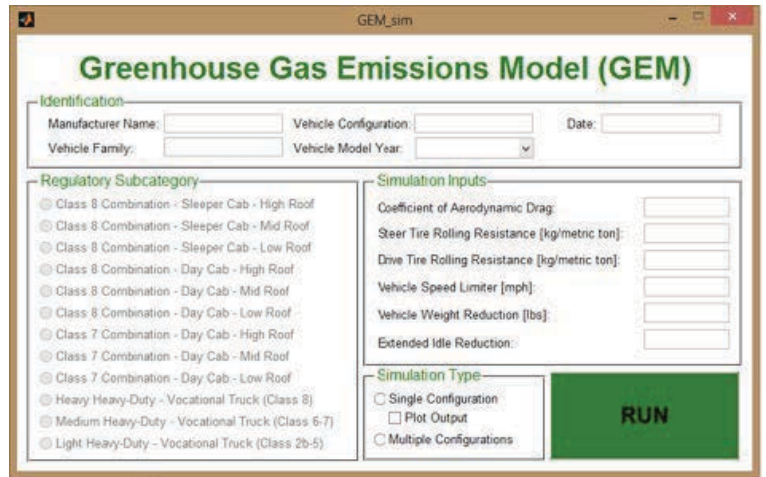 GEM_sim
Greenhouse Gas Emissions Model (GEM)
Identification
Manufacturer Name: Vehicle Configuration: Date:
Vehicle Family: Vehicle Model Year:
Regulatory Subcategory
Class 8 Combination - Sleeper Cab - High Roof
Class 8 Combination - Sleeper Cab - Mid Roof
Class 8 Combination - Sleeper Cab - Low Roof
Class 8 Combination - Day Cab - High Roof
Class 8 Combination - Day Cab - Mid Roof
Class 8 Combination - Day Cab - Low Roof
Class 7 Combination - Day Cab - High Roof
Class 7 Combination - Day Cab - Mid Roof
Class 7 Combination - Day Cab - Low Roof
Heavy Heavy-Duty - Vocational Truck (Class 8)
Medium Heavy-Duty - Vocational Truck (Class 6-7)
Light Heavy-Duty - Vocational Truck (Class 2b-5)
Simulation Inputs
Coefficient of Aerodynamic Drag:
Steer Tire Rolling Resistance [kg/metric ton]:
Drive Tire Rolling Resistance [kg/metric ton]:
Vehicle Speed Limiter [mph]:
Vehicle Weight Reduction [lbs]:
Extended Idle Reduction:
Simulation Type
Single Configuration
Plot Output
Multiple Configurations
RUN